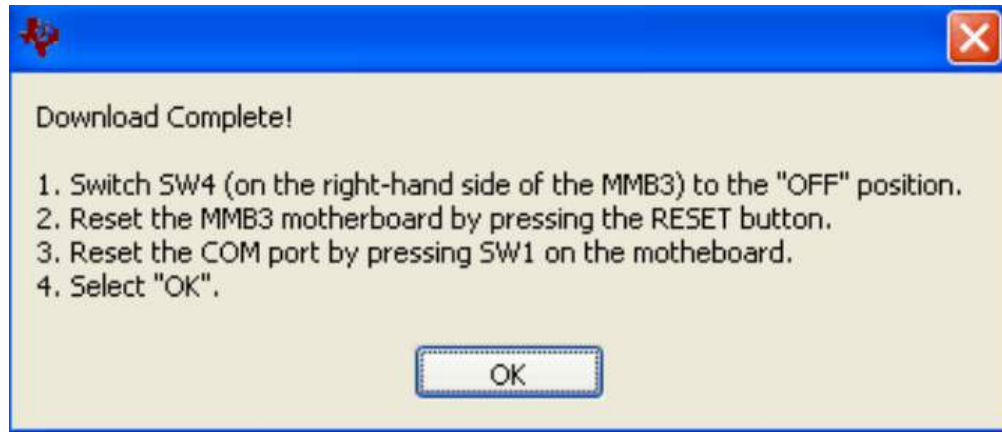 Download Complete!
1. Switch SW4 (on the right-hand side of the MMB3) to the "OFF" position.
2. Reset the MMB3 motherboard by pressing the RESET button.
3. Reset the COM port by pressing SW1 on the motheboard.
4. Select "OK".
OK